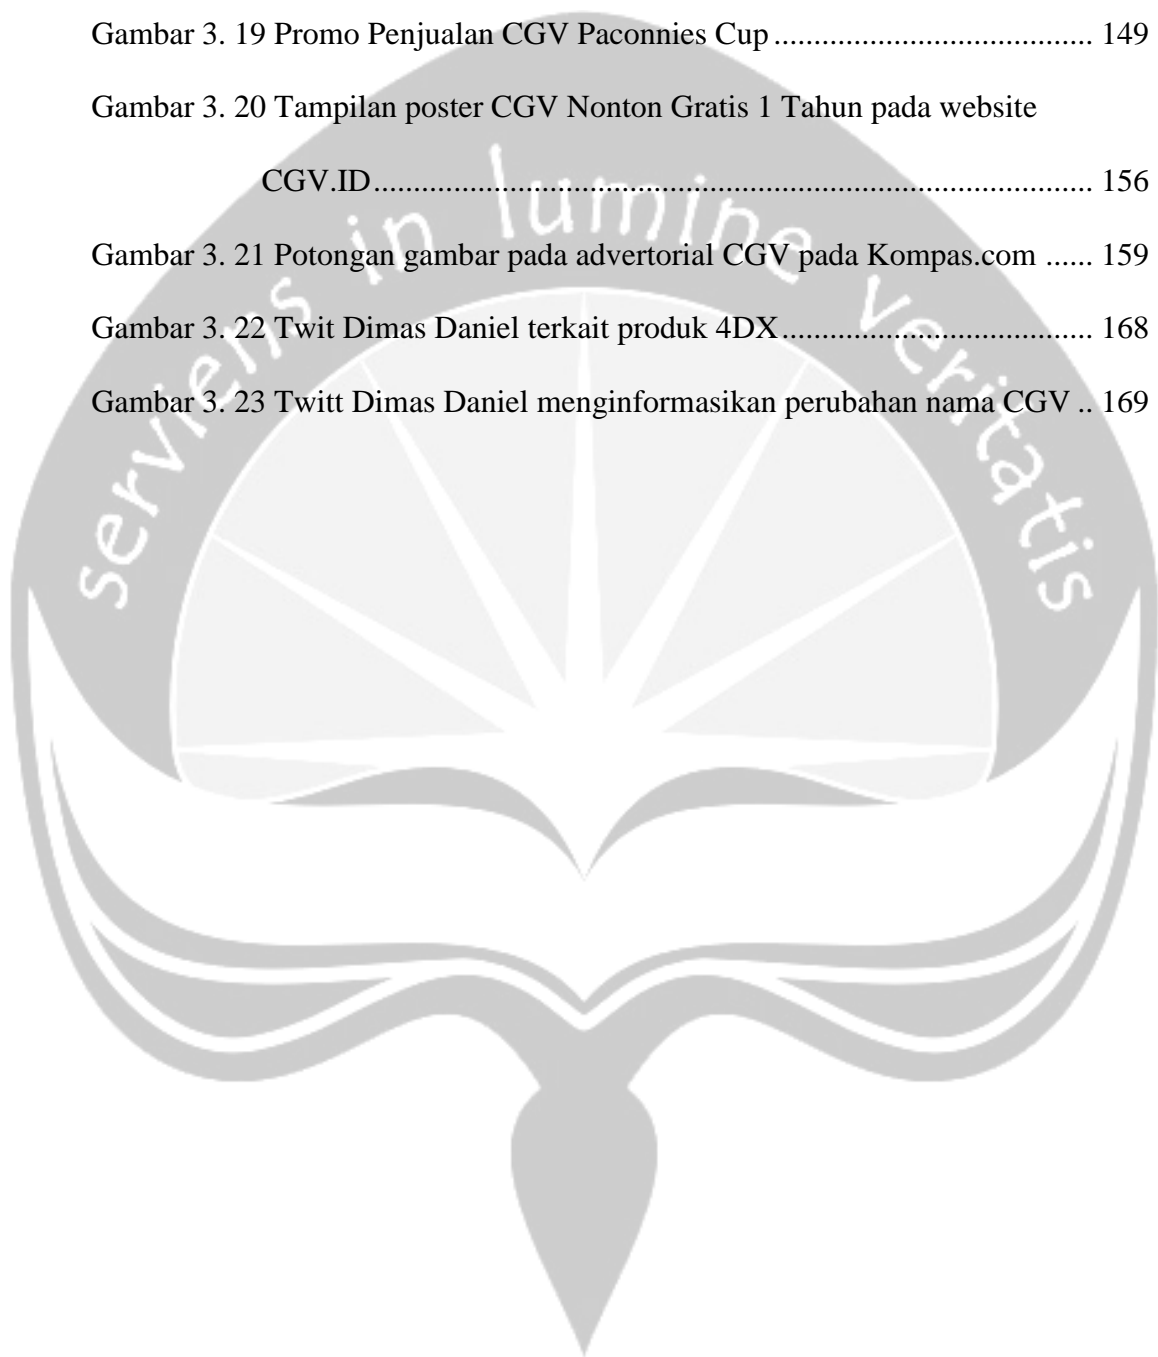 Gambar 3. 19 Promo Penjualan CGV Paconnies Cup ........................................ 149
Gambar 3. 20 Tampilan poster CGV Nonton Gratis 1 Tahun pada website
CGV.ID........................................................................................... 156
Gambar 3. 21 Potongan gambar pada advertorial CGV pada Kompas.com ...... 159
Gambar 3. 22 Twit Dimas Daniel terkait produk 4DX....................................... 168
Gambar 3. 23 Twitt Dimas Daniel menginformasikan perubahan nama CGV .. 169
serviens in lumine veritatis